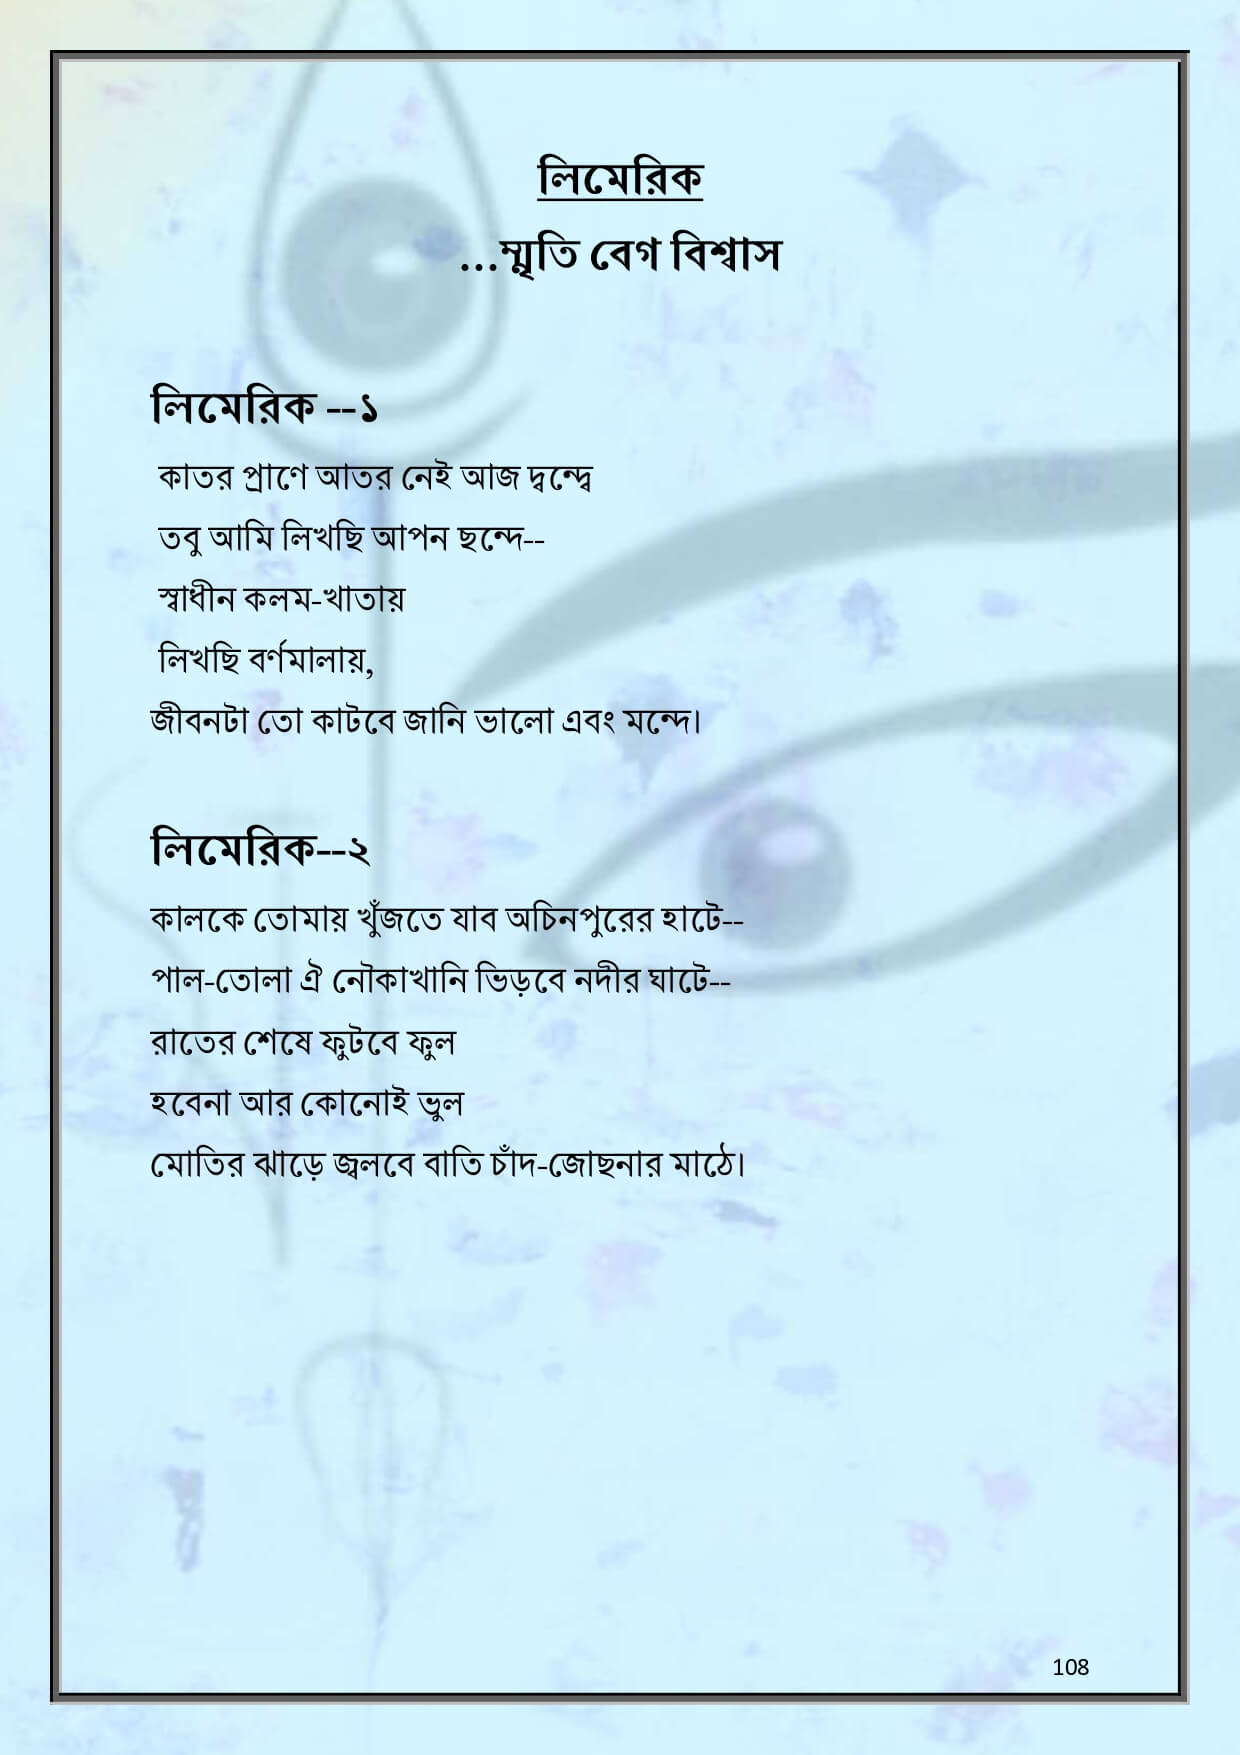 লিমেরিক
...স্মৃতি বেগ বিশ্বাস
লিমেরিক --১
কাতর প্রাণে আতর নেই আজ দ্বন্দ্বে
তবু আমি লিখছি আপন ছন্দে--
স্বাধীন কলম-খাতায়
লিখছি বর্ণমালায়,
জীবনটা তো কাটবে জানি ভালো এবং মন্দে।
লিমেরিক--২
কালকে তোমায় খুঁজতে যাব অচিনপুরের হাটে--
পাল-তোলা ঐ নৌকাখানি ভিড়বে নদীর ঘাটে--
রাতের শেষে ফুটবে ফুল
হবেনা আর কোনোই ভুল
মোতির ঝাড়ে জ্বলবে বাতি চাঁদ-জোছনার মাঠে।
108